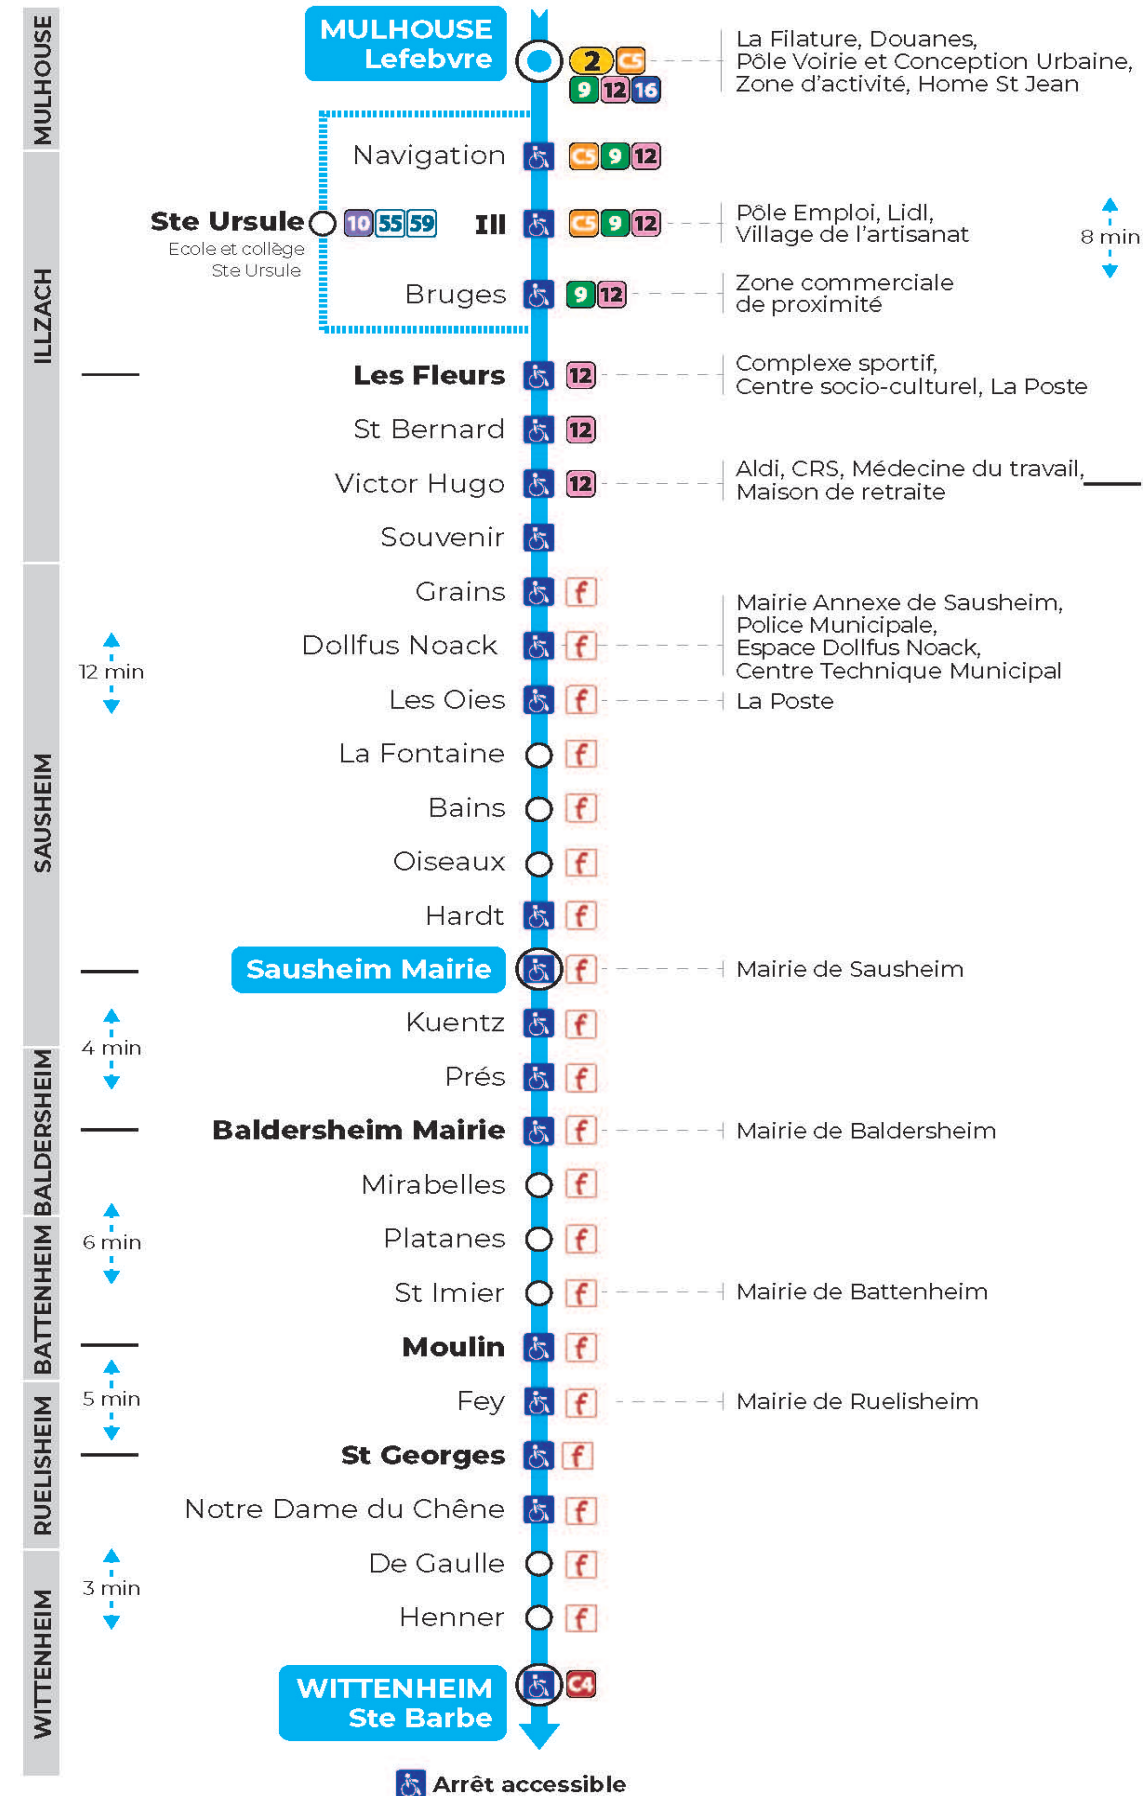 MULHOUSE
MULHOUSE
Lefebvre
2 C5
9 12 16
La Filature, Douanes,
Pôle Voirie et Conception Urbaine,
Zone d'activité, Home St Jean
ILLZACH
Navigation
C5 9 12
Ste Ursule
Ecole et collège
Ste Ursule
10 55 59
Ill
C5 9 12
Pôle Emploi, Lidl,
Village de l'artisanat
8 min
Bruges
9 12
Zone commerciale
de proximité
Les Fleurs
12
Complexe sportif,
Centre socio-culturel, La Poste
St Bernard
12
Victor Hugo
12
Aldi, CRS, Médecine du travail,
Maison de retraite
Souvenir
SAUSHEIM
Grains
f
12 min
Dollfus Noack
f
Mairie Annexe de Sausheim,
Police Municipale,
Espace Dollfus Noack,
Centre Technique Municipal
Les Oies
f
La Poste
La Fontaine
f
Bains
f
Oiseaux
f
Hardt
f
Sausheim Mairie
f
Mairie de Sausheim
4 min
Kuentz
f
BALDERSHEIM
Prés
f
Baldersheim Mairie
f
Mairie de Baldersheim
Mirabelles
f
BATTENHEIM
6 min
Platanes
f
St Imier
f
Mairie de Battenheim
Moulin
f
RUELISHEIM
5 min
Fey
f
Mairie de Ruelisheim
St Georges
f
Notre Dame du Chêne
f
WITTENHEIM
3 min
De Gaulle
f
Henner
f
WITTENHEIM
Ste Barbe
C4
Arrêt accessible